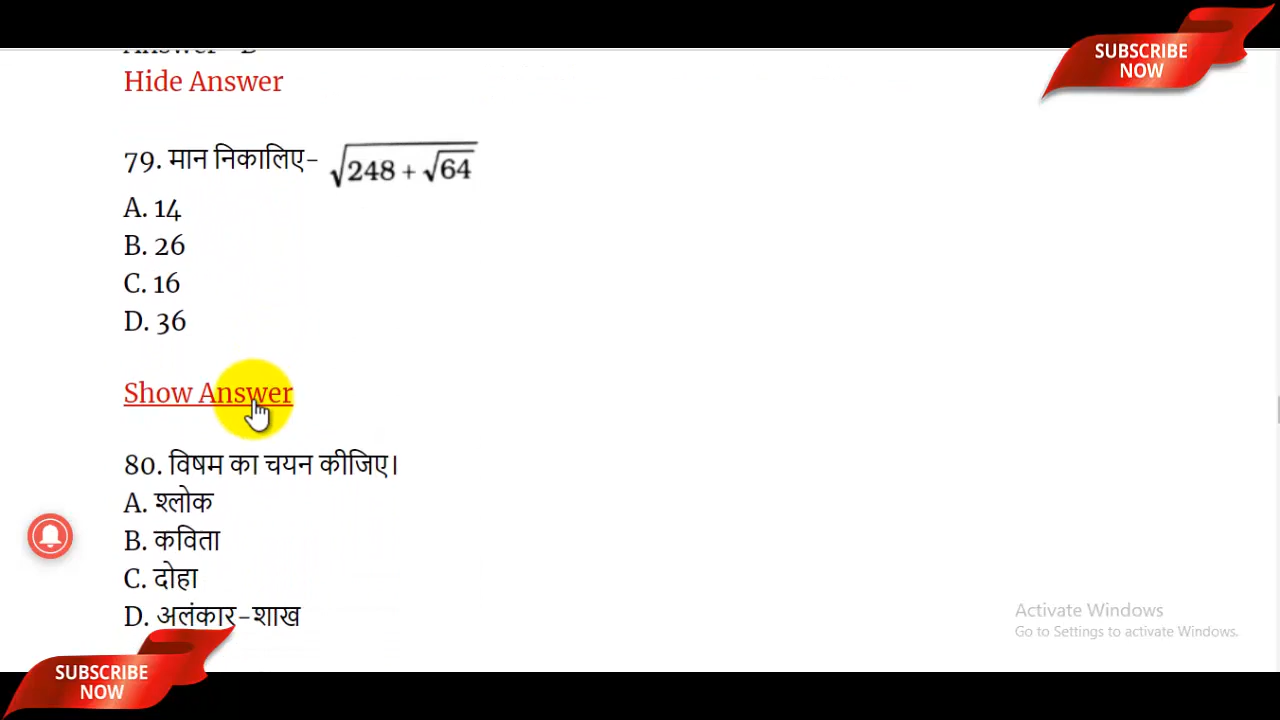 SUBSCRIBE
NOW
Hide Answer
79. मान निकालिए- √248 + √64
A. 14
B. 26
C. 16
D. 36
Show Answer
80. विषम का चयन कीजिए।
A. श्लोक
B. कविता
C. दोहा
D. अलंकार-शाख
Activate Windows
Go to Settings to activate Windows.
SUBSCRIBE
NOW